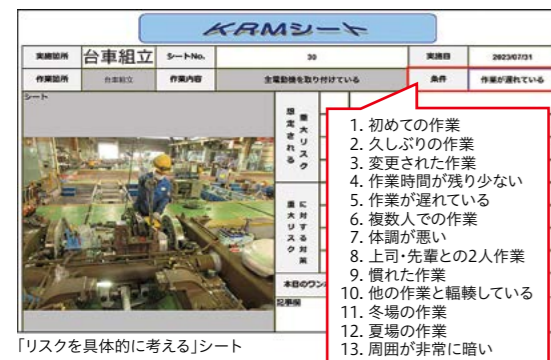 KRMシート
実施箇所 台車組立 シートNo. 30 実施日 2023/07/31
作業箇所 台車組立 作業内容 主電動機を取り付けている 条件 作業が遅れている
シート
想定される
重大リスク
重大リスク
に対する対策
本日のワン
記事欄
1. 初めての作業
2. 久しぶりの作業
3. 変更された作業
4. 作業時間が残り少ない
5. 作業が遅れている
6. 複数人での作業
7. 体調が悪い
8. 上司・先輩との2人作業
9. 慣れた作業
10. 他の作業と輻輳している
11. 冬場の作業
12. 夏場の作業
13. 周囲が非常に暗い
「リスクを具体的に考える」シート